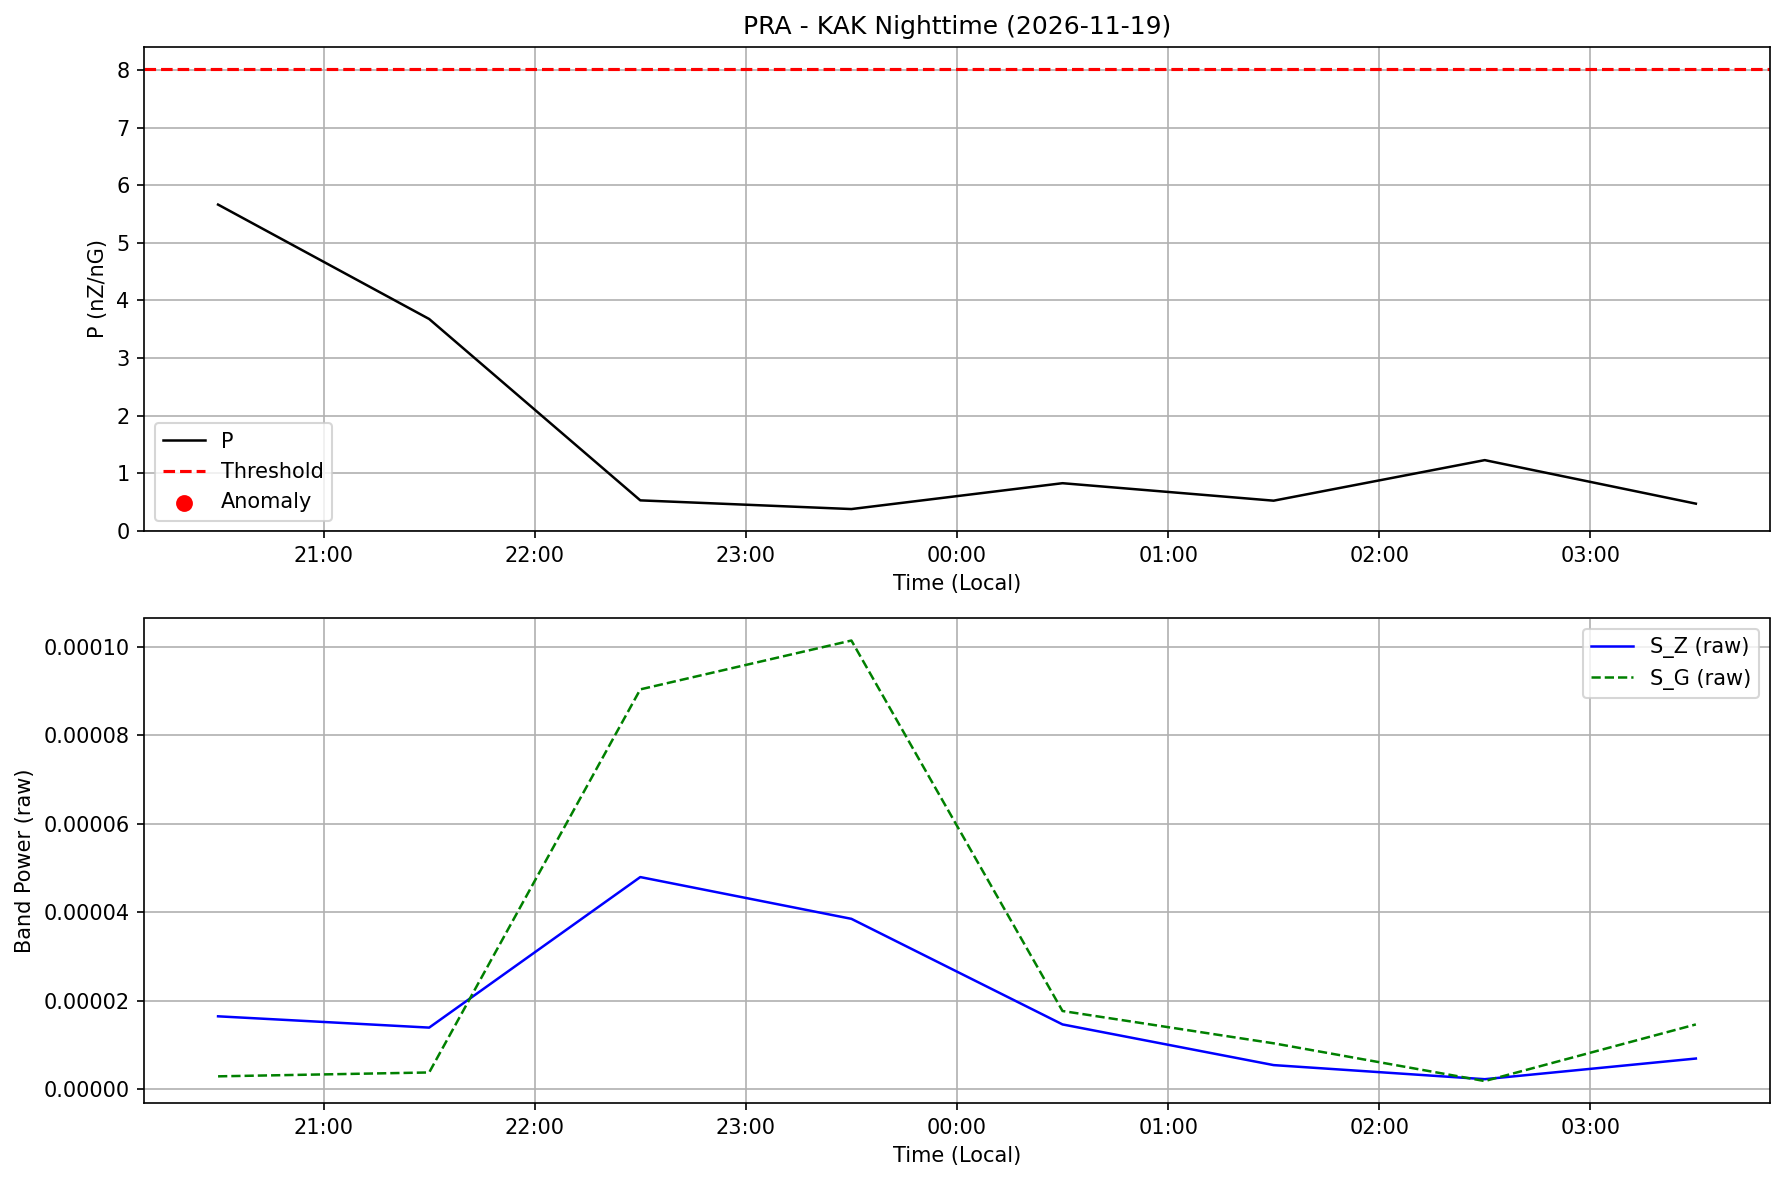 PRA - KAK Nighttime (2026-11-19)
8
7
6
5
4
3
2
1
0
P (nZ/nG)
P
Threshold
Anomaly
21:00 22:00 23:00 00:00 01:00 02:00 03:00
Time (Local)
0.00010
0.00008
0.00006
0.00004
0.00002
0.00000
Band Power (raw)
S_Z (raw)
S_G (raw)
21:00 22:00 23:00 00:00 01:00 02:00 03:00
Time (Local)